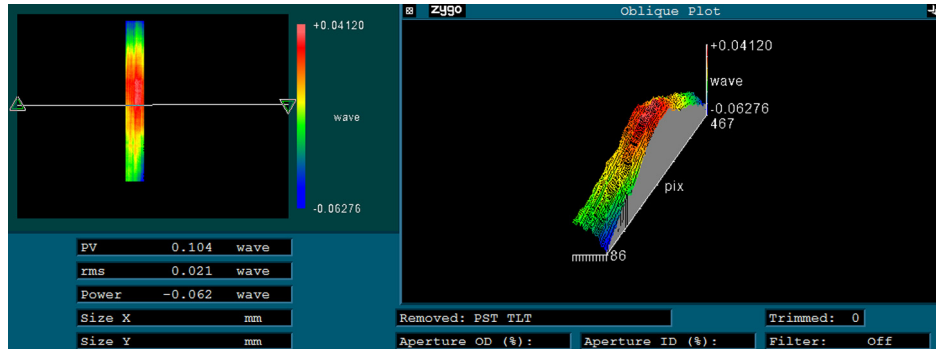 +0.04120
wave
-0.06276
PV 0.104 wave
rms 0.021 wave
Power -0.062 wave
Size X mm
Size Y mm
zygo Oblique Plot
+0.04120
wave
-0.06276
467
pix
86
Removed: PST TLT
Trimmed: 0
Aperture OD (%):
Aperture ID (%):
Filter: Off